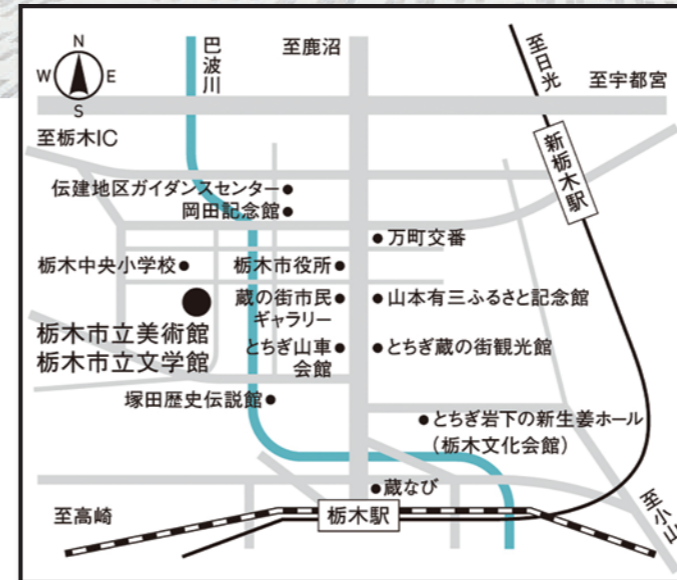 N
W E
S
巴波川
至鹿沼
至日光
至宇都宮
至栃木IC
新栃木駅
伝建地区ガイダンスセンター
岡田記念館
万町交番
栃木中央小学校
栃木市役所
蔵の街市民
ギャラリー
山本有三ふるさと記念館
栃木市立美術館
栃木市立文学館
とちぎ山車
会館
とちぎ蔵の街観光館
塚田歴史伝説館
とちぎ岩下の新生姜ホール
（栃木文化会館）
蔵なび
至高崎
栃木駅
至小山